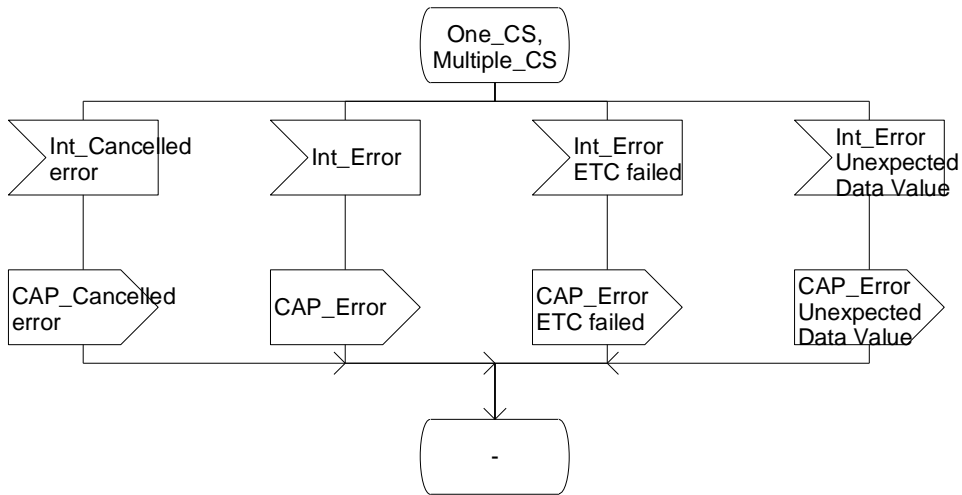 One_CS,
Multiple_CS
Int_Cancelled
error
Int_Error
Int_Error
ETC failed
Int_Error
Unexpected
Data Value
CAP_Cancelled
error
CAP_Error
CAP_Error
ETC failed
CAP_Error
Unexpected
Data Value
-